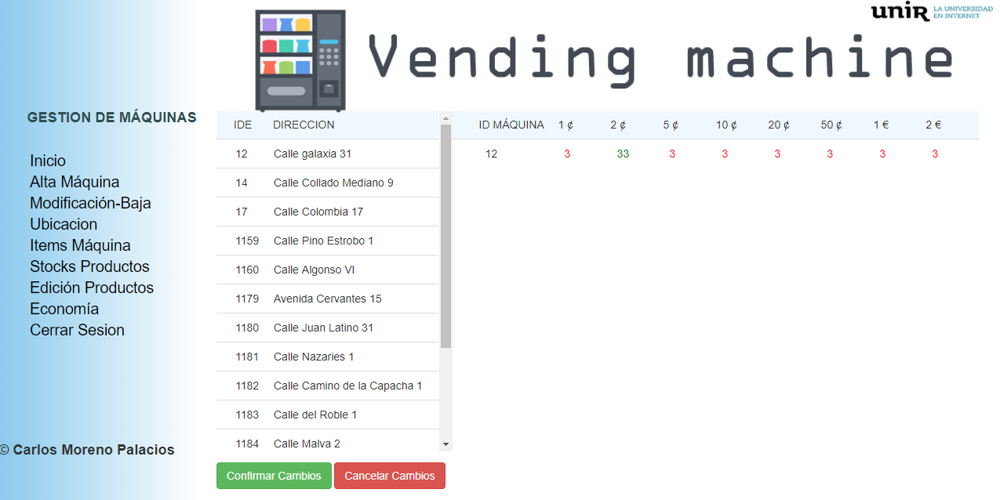 unir LA UNIVERSIDAD
EN INTERNET
Vending machine
GESTION DE MÁQUINAS
Inicio
Alta Máquina
Modificación-Baja
Ubicacion
Items Máquina
Stocks Productos
Edición Productos
Economía
Cerrar Sesion
© Carlos Moreno Palacios
IDE DIRECCION
12 Calle galaxia 31
14 Calle Collado Mediano 9
17 Calle Colombia 17
1159 Calle Pino Estrobo 1
1160 Calle Algonso VI
1179 Avenida Cervantes 15
1180 Calle Juan Latino 31
1181 Calle Nazaries 1
1182 Calle Camino de la Capacha 1
1183 Calle del Roble 1
1184 Calle Malva 2
ID MÁQUINA 1 ¢ 2 ¢ 5 ¢ 10 ¢ 20 ¢ 50 ¢ 1 € 2 €
12 3 33 3 3 3 3 3 3
Confirmar Cambios Cancelar Cambios